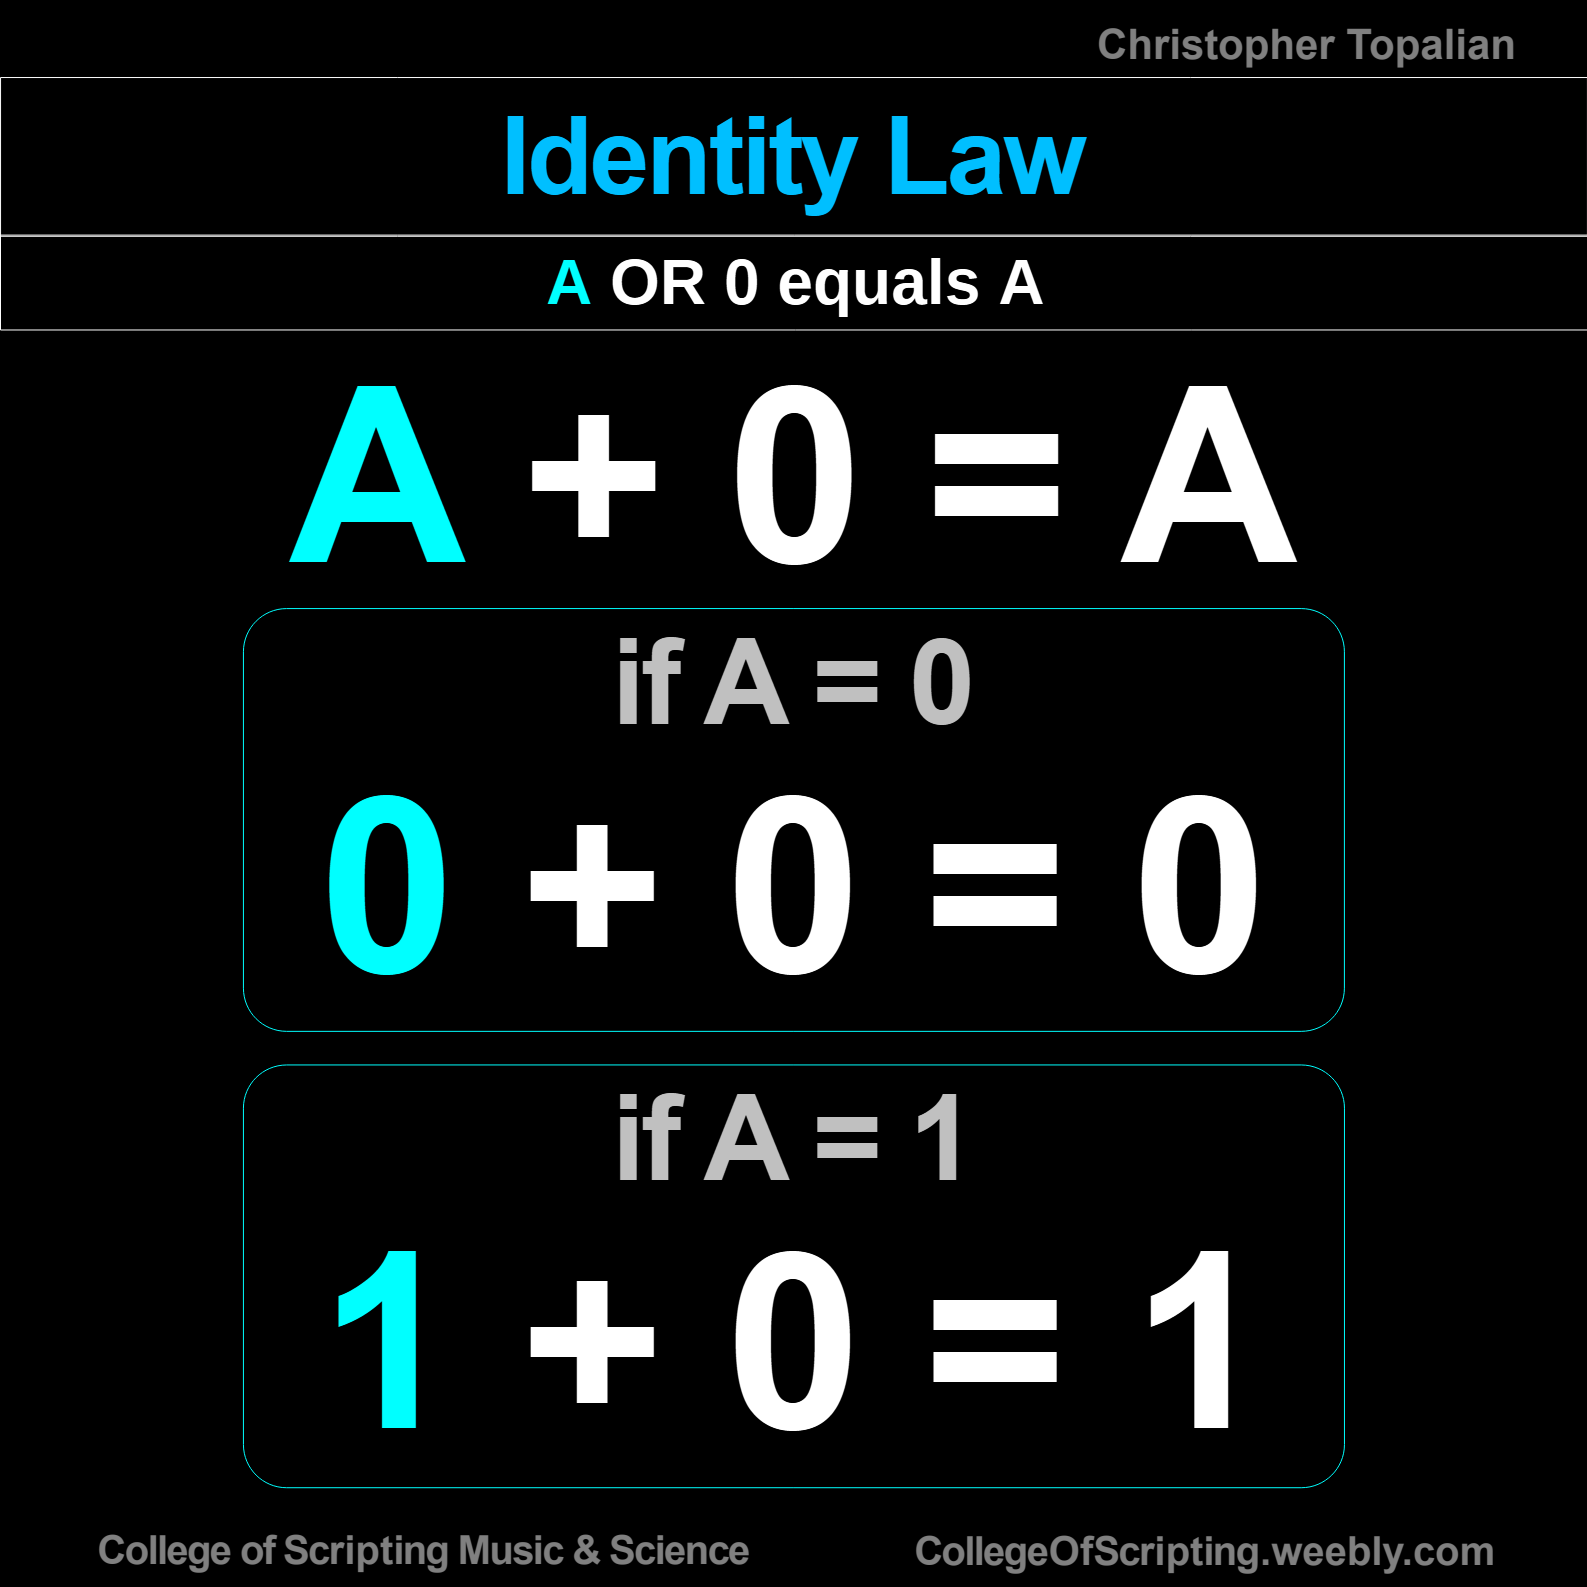 Christopher Topalian
Identity Law
A OR 0 equals A
A + 0 = A
if A = 0
0 + 0 = 0
if A = 1
1 + 0 = 1
College of Scripting Music & Science
CollegeOfScripting.weebly.com